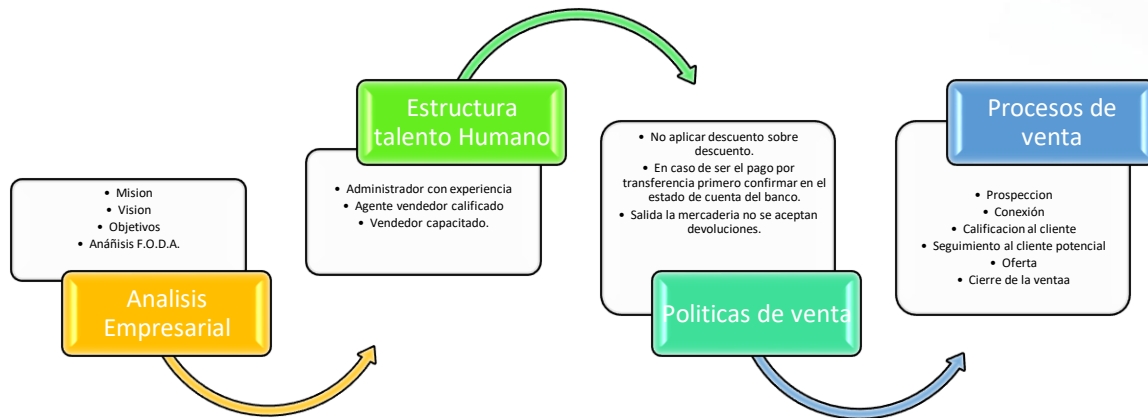 • Mision
• Vision
• Objetivos
• Anáñisis F.O.D.A.
Analisis
Empresarial
Estructura
talento Humano
• Administrador con experiencia
• Agente vendedor calificado
• Vendedor capacitado.
• No aplicar descuento sobre
descuento.
• En caso de ser el pago por
transferencia primero confirmar en el
estado de cuenta del banco.
• Salida la mercaderia no se aceptan
devoluciones.
Politicas de venta
Procesos de
venta
• Prospeccion
• Conexión
• Calificacion al cliente
• Seguimiento al cliente potencial
• Oferta
• Cierre de la ventaa